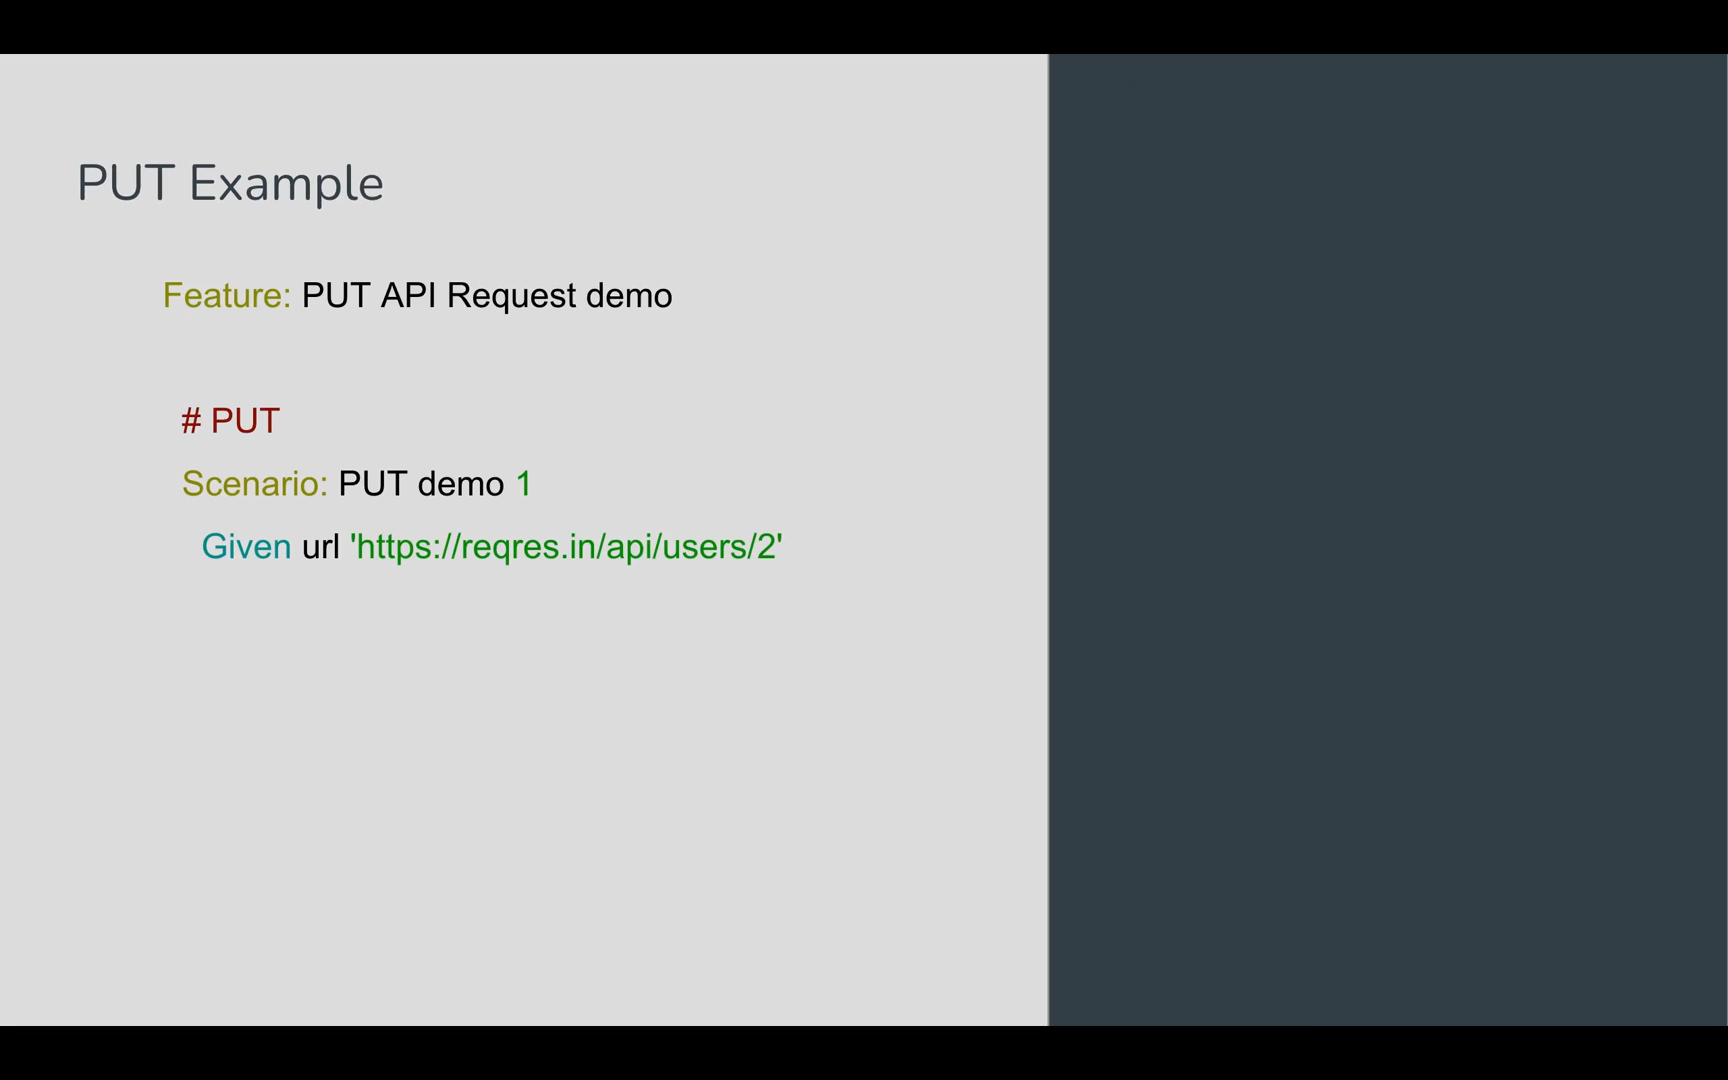 PUT Example
Feature: PUT API Request demo
# PUT
Scenario: PUT demo 1
Given url 'https://reqres.in/api/users/2'